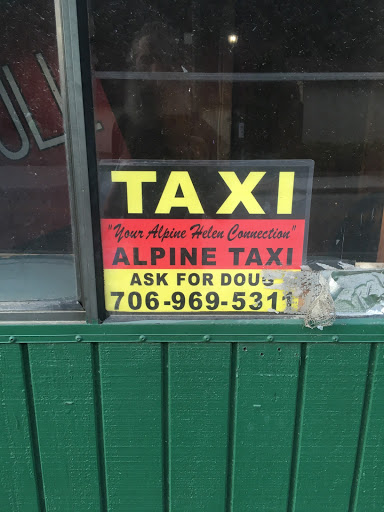 TAXI
"Your Alpine Helen Connection"
ALPINE TAXI
ASK FOR DOUG
706-969-5311